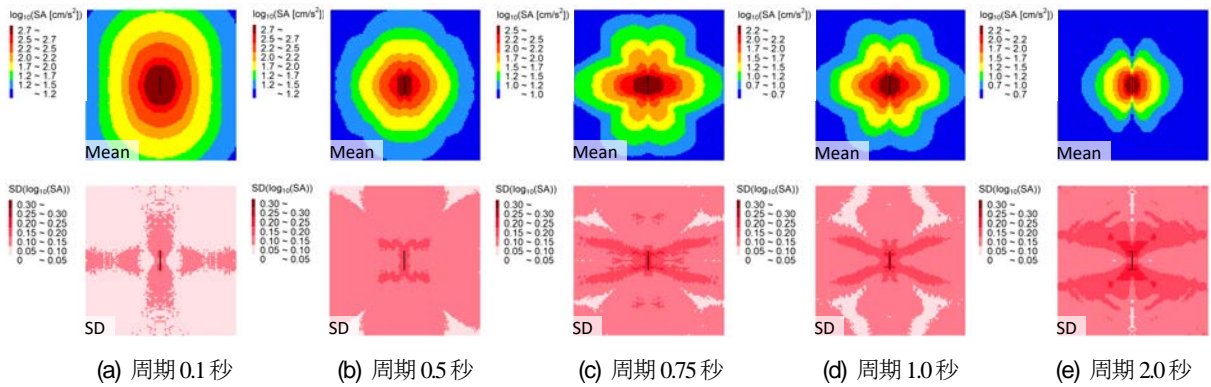 log10(SA [cm/s2])
2.7 ~
2.5 ~ 2.7
2.2 ~ 2.5
2.0 ~ 2.2
1.7 ~ 2.0
1.2 ~ 1.7
1.2 ~ 1.2
~ 1.2
Mean
log10(SA [cm/s2])
2.7 ~
2.5 ~ 2.7
2.2 ~ 2.5
2.0 ~ 2.2
1.7 ~ 2.0
1.2 ~ 1.7
1.0 ~ 1.2
~ 1.0
Mean
log10(SA [cm/s2])
2.5 ~
2.2 ~ 2.5
2.0 ~ 2.2
1.7 ~ 2.0
1.2 ~ 1.7
1.2 ~ 1.2
1.0 ~ 1.2
~ 1.0
Mean
log10(SA [cm/s2])
2.2 ~
2.0 ~ 2.2
1.7 ~ 2.0
1.2 ~ 1.7
1.2 ~ 1.2
1.0 ~ 1.2
0.7 ~ 1.0
~ 0.7
Mean
log10(SA [cm/s2])
2.2 ~
2.0 ~ 2.2
1.7 ~ 2.0
1.2 ~ 1.7
1.2 ~ 1.2
1.0 ~ 1.2
0.7 ~ 1.0
~ 0.7
Mean
SD(log10(SA))
0.30 ~
0.25 ~ 0.30
0.20 ~ 0.25
0.15 ~ 0.20
0.10 ~ 0.15
0.05 ~ 0.10
0 ~ 0.05
SD
SD(log10(SA))
0.30 ~
0.25 ~ 0.30
0.20 ~ 0.25
0.15 ~ 0.20
0.10 ~ 0.15
0.05 ~ 0.10
0 ~ 0.05
SD
SD(log10(SA))
0.30 ~
0.25 ~ 0.30
0.20 ~ 0.25
0.15 ~ 0.20
0.10 ~ 0.15
0.05 ~ 0.10
0 ~ 0.05
SD
SD(log10(SA))
0.30 ~
0.25 ~ 0.30
0.20 ~ 0.25
0.15 ~ 0.20
0.10 ~ 0.15
0.05 ~ 0.10
0 ~ 0.05
SD
SD(log10(SA))
0.30 ~
0.25 ~ 0.30
0.20 ~ 0.25
0.15 ~ 0.20
0.10 ~ 0.15
0.05 ~ 0.10
0 ~ 0.05
SD
(a) 周期 0.1 秒
(b) 周期 0.5 秒
(c) 周期 0.75 秒
(d) 周期 1.0 秒
(e) 周期 2.0 秒